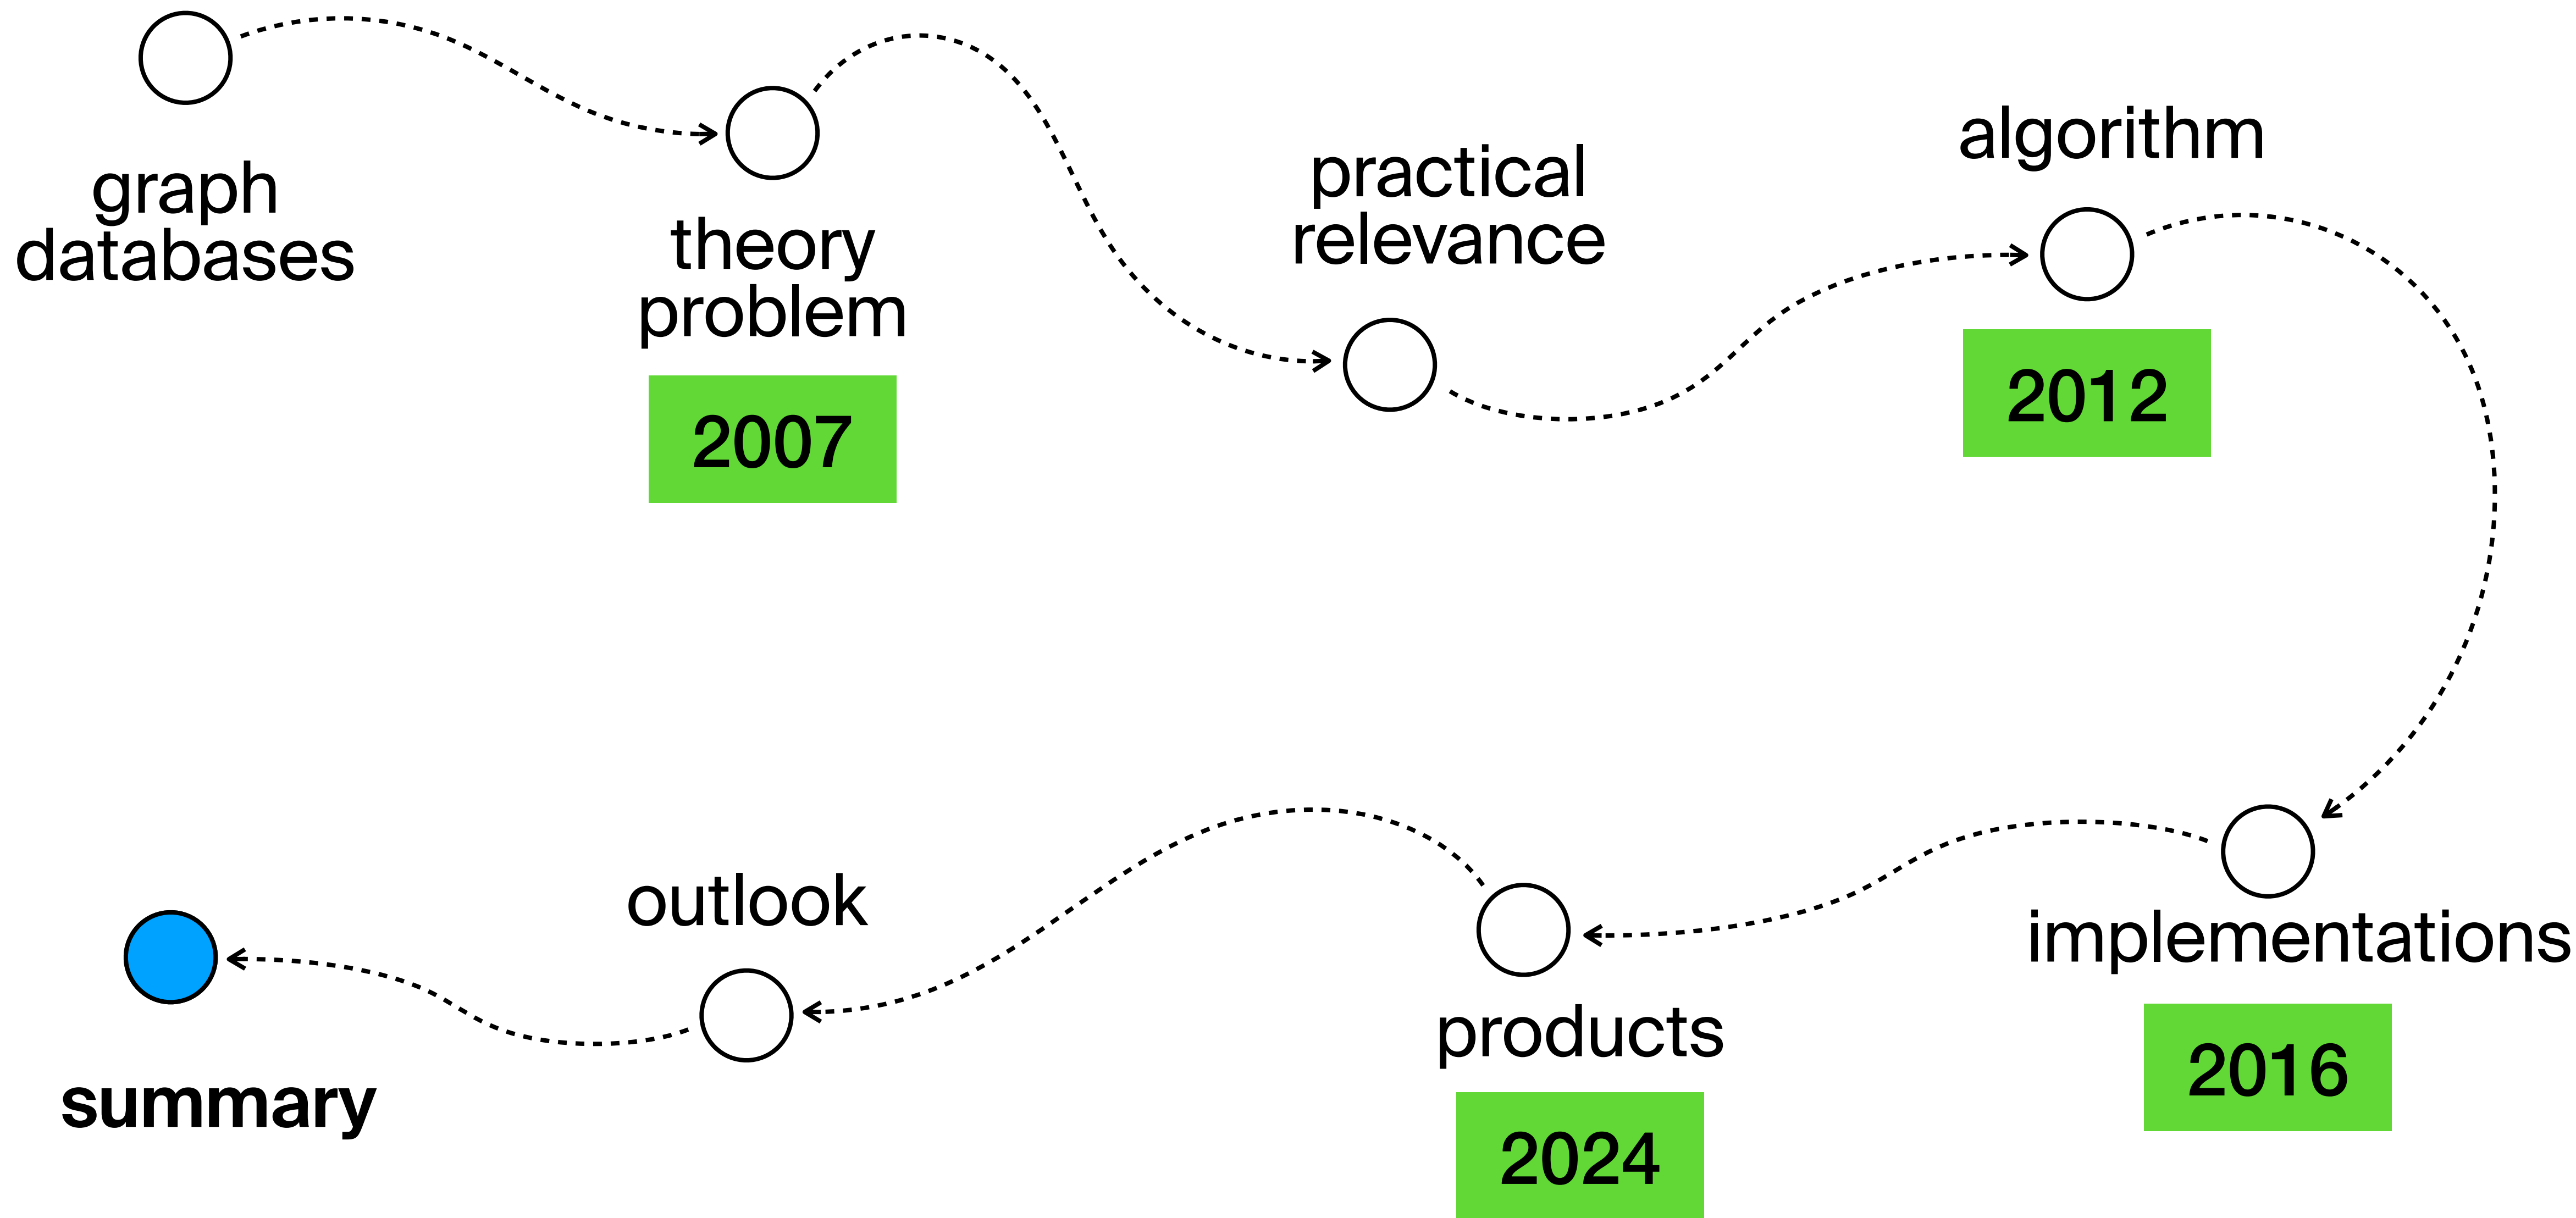 graph
databases
theory
problem
2007
practical
relevance
algorithm
2012
implementations
2016
products
2024
outlook
summary